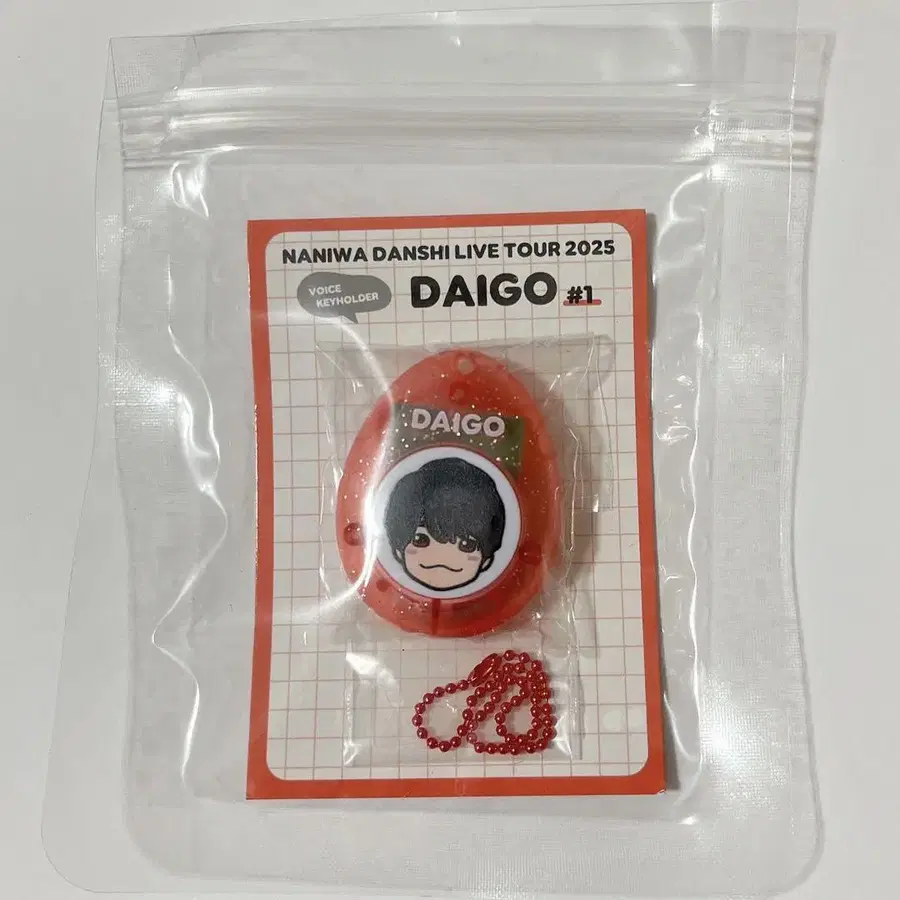 NANIWA DANSHI LIVE TOUR 2025
VOICE
KEYHOLDER
DAIGO #1
DAIGO